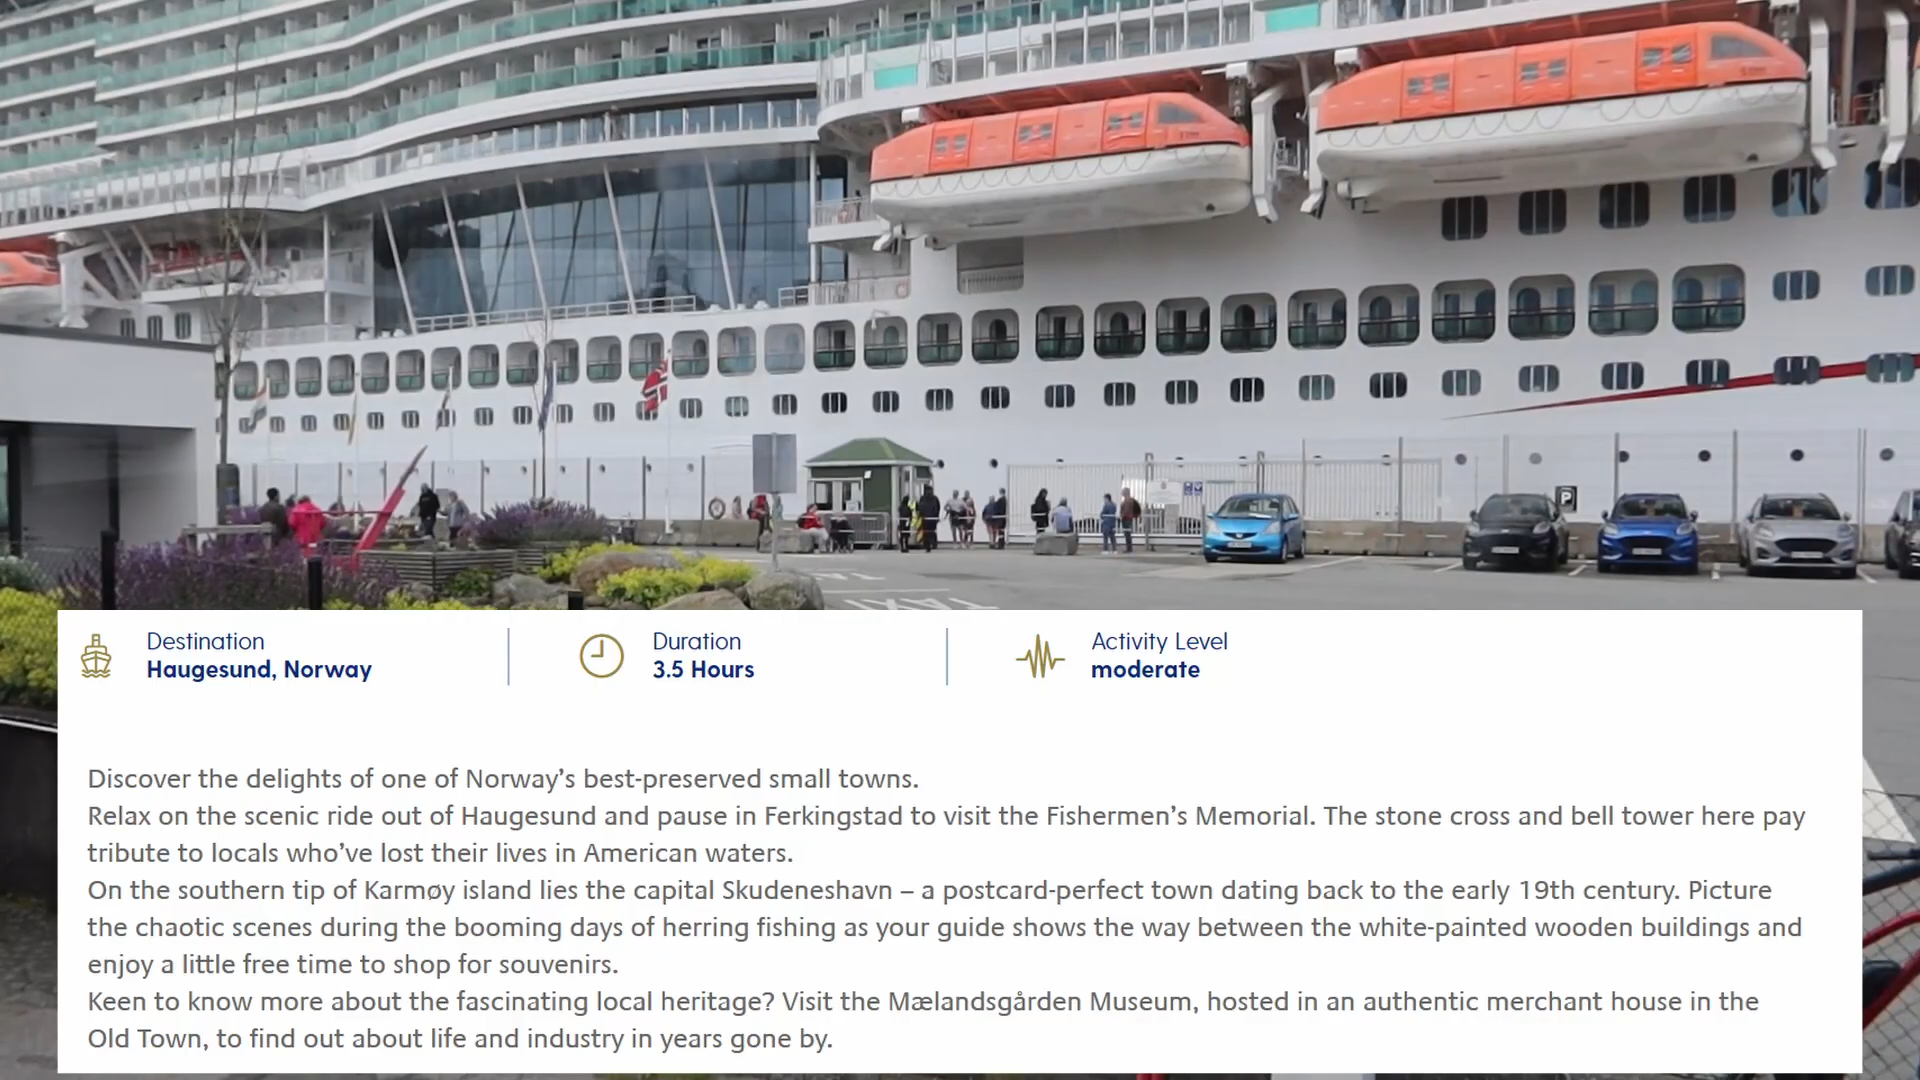 TAXI
Destination
Haugesund, Norway
Duration
3.5 Hours
Activity Level
moderate
Discover the delights of one of Norway's best-preserved small towns.
Relax on the scenic ride out of Haugesund and pause in Ferkingstad to visit the Fishermen's Memorial. The stone cross and bell tower here pay
tribute to locals who've lost their lives in American waters.
On the southern tip of Karmøy island lies the capital Skudeneshavn – a postcard-perfect town dating back to the early 19th century. Picture
the chaotic scenes during the booming days of herring fishing as your guide shows the way between the white-painted wooden buildings and
enjoy a little free time to shop for souvenirs.
Keen to know more about the fascinating local heritage? Visit the Mælandsgården Museum, hosted in an authentic merchant house in the
Old Town, to find out about life and industry in years gone by.